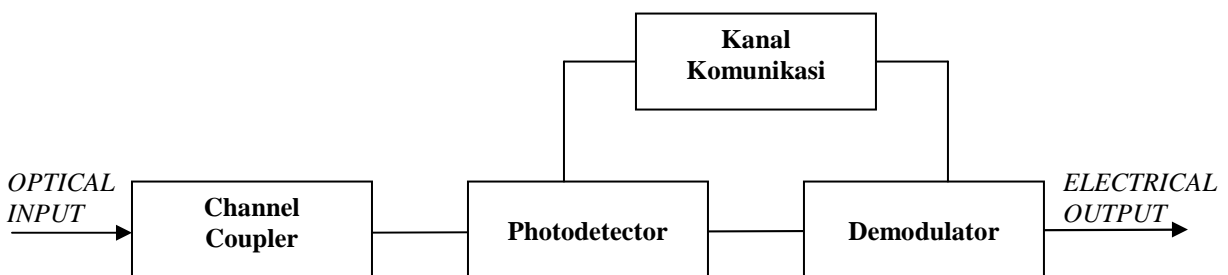 Kanal
Komunikasi
OPTICAL
INPUT
Channel
Coupler
Photodetector
Demodulator
ELECTRICAL
OUTPUT